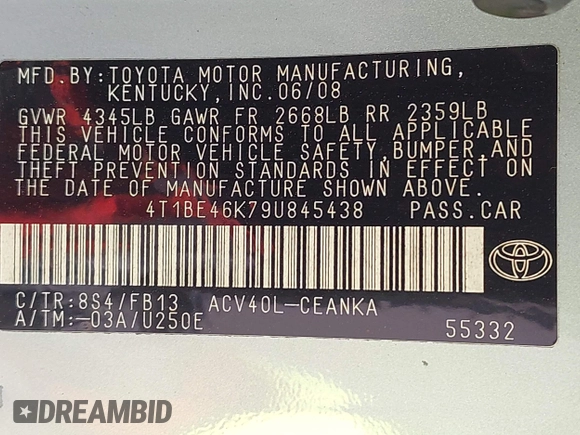 MFD.BY:TOYOTA MOTOR MANUFACTURING,
KENTUCKY,INC.06/08
GVWR 4345LB GAWR FR 2668LB RR 2359LB
THIS VEHICLE CONFORMS TO ALL APPLICABLE
FEDERAL MOTOR VEHICLE SAFETY,BUMPER,AND
THEFT PREVENTION STANDARDS IN EFFECT ON
THE DATE OF MANUFACTURE SHOWN ABOVE.
4T1BE46K79U845438 PASS.CAR
C/TR:8S4/FB13 ACV40L-CEANKA
A/TM:-03A/U250E
55332
DREAMBID